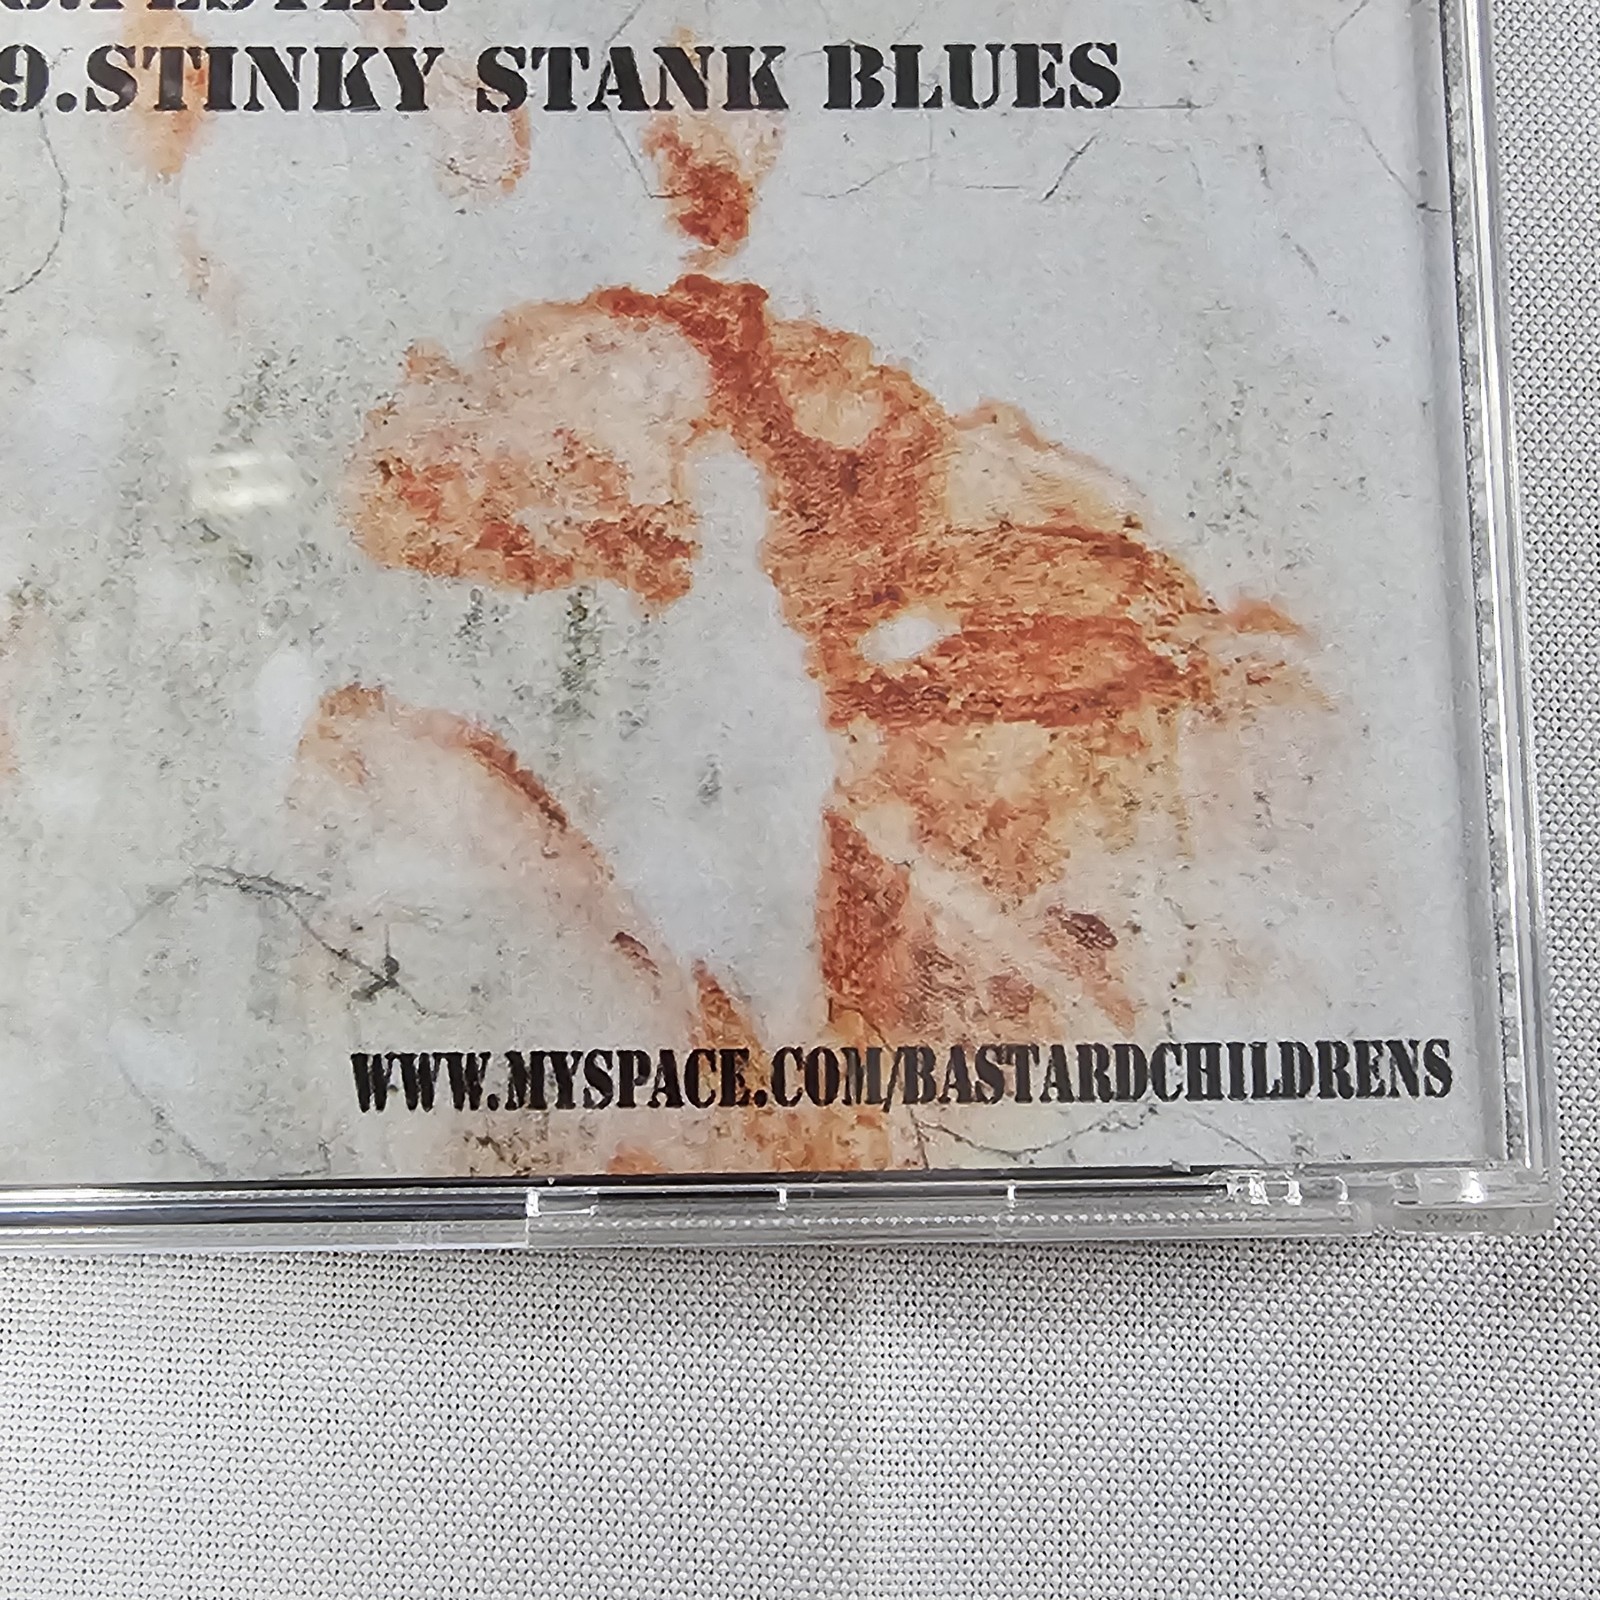 9.STINKY STANK BLUES
WWW.MYSPACE.COM/BASTARDCHILDRENS